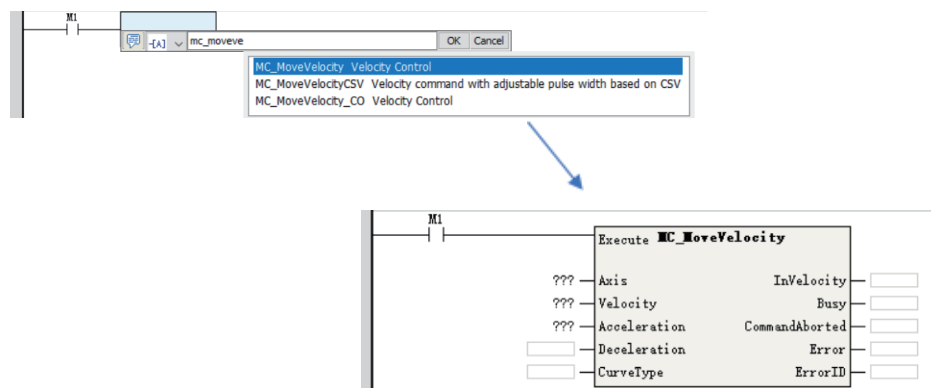 M1
-[A] mc_moveve OK Cancel
MC_MoveVelocity Velocity Control
MC_MoveVelocityCSV Velocity command with adjustable pulse width based on CSV
MC_MoveVelocity_CO Velocity Control
M1
Execute MC_MoveVelocity
??? Axis InVelocity
??? Velocity Busy
??? Acceleration CommandAborted
Deceleration Error
CurveType ErrorID